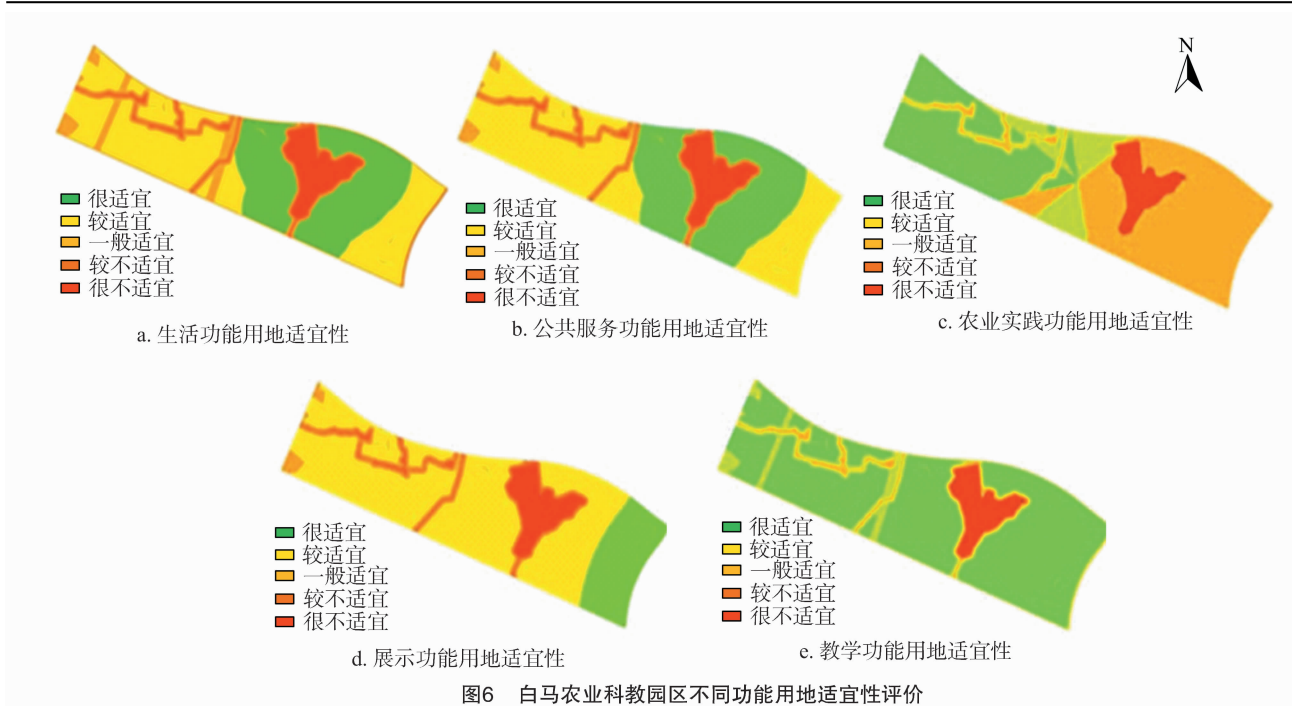 N
很适宜
较适宜
一般适宜
较不适宜
很不适宜
a. 生活功能用地适宜性
很适宜
较适宜
一般适宜
较不适宜
很不适宜
b. 公共服务功能用地适宜性
很适宜
较适宜
一般适宜
较不适宜
很不适宜
c. 农业实践功能用地适宜性
很适宜
较适宜
一般适宜
较不适宜
很不适宜
d. 展示功能用地适宜性
很适宜
较适宜
一般适宜
较不适宜
很不适宜
e. 教学功能用地适宜性
图6 白马农业科教园区不同功能用地适宜性评价